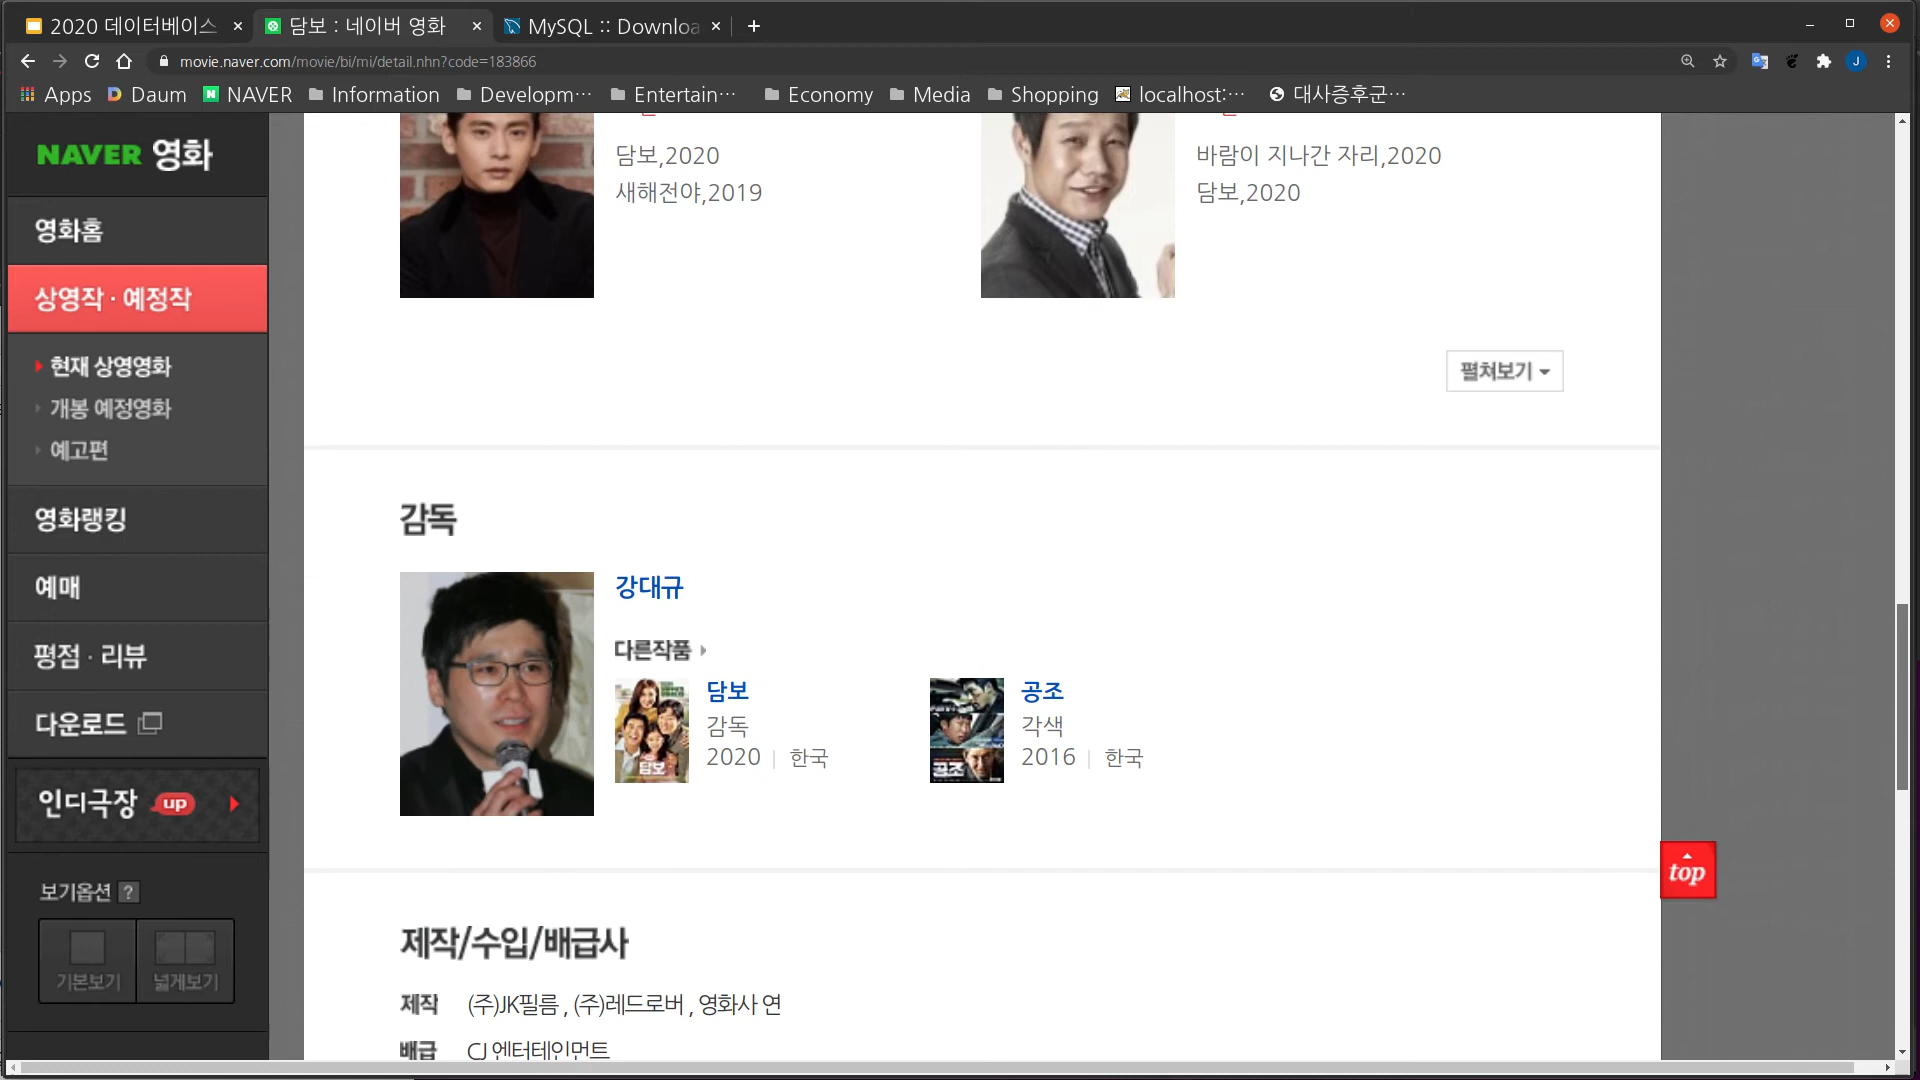 2020 데이터베이스
담보 : 네이버 영화
MySQL :: Downloa
movie.naver.com/movie/bi/mi/detail.nhn?code=183866
J
Apps
Daum
NAVER
Information
Developm…
Entertain…
Economy
Media
Shopping
localhost:…
대사증후군…
NAVER 영화
영화홈
상영작 · 예정작
현재 상영영화
개봉 예정영화
예고편
영화랭킹
예매
평점 · 리뷰
다운로드
인디극장 up
보기옵션 ?
기본보기
넓게보기
담보,2020
새해전야,2019
바람이 지나간 자리,2020
담보,2020
펼쳐보기
감독
강대규
다른작품
담보
담보
감독
2020 | 한국
공조
공조
각색
2016 | 한국
top
제작/수입/배급사
제작 (주)JK필름 , (주)레드로버 , 영화사 연
배급 CJ 엔터테인먼트